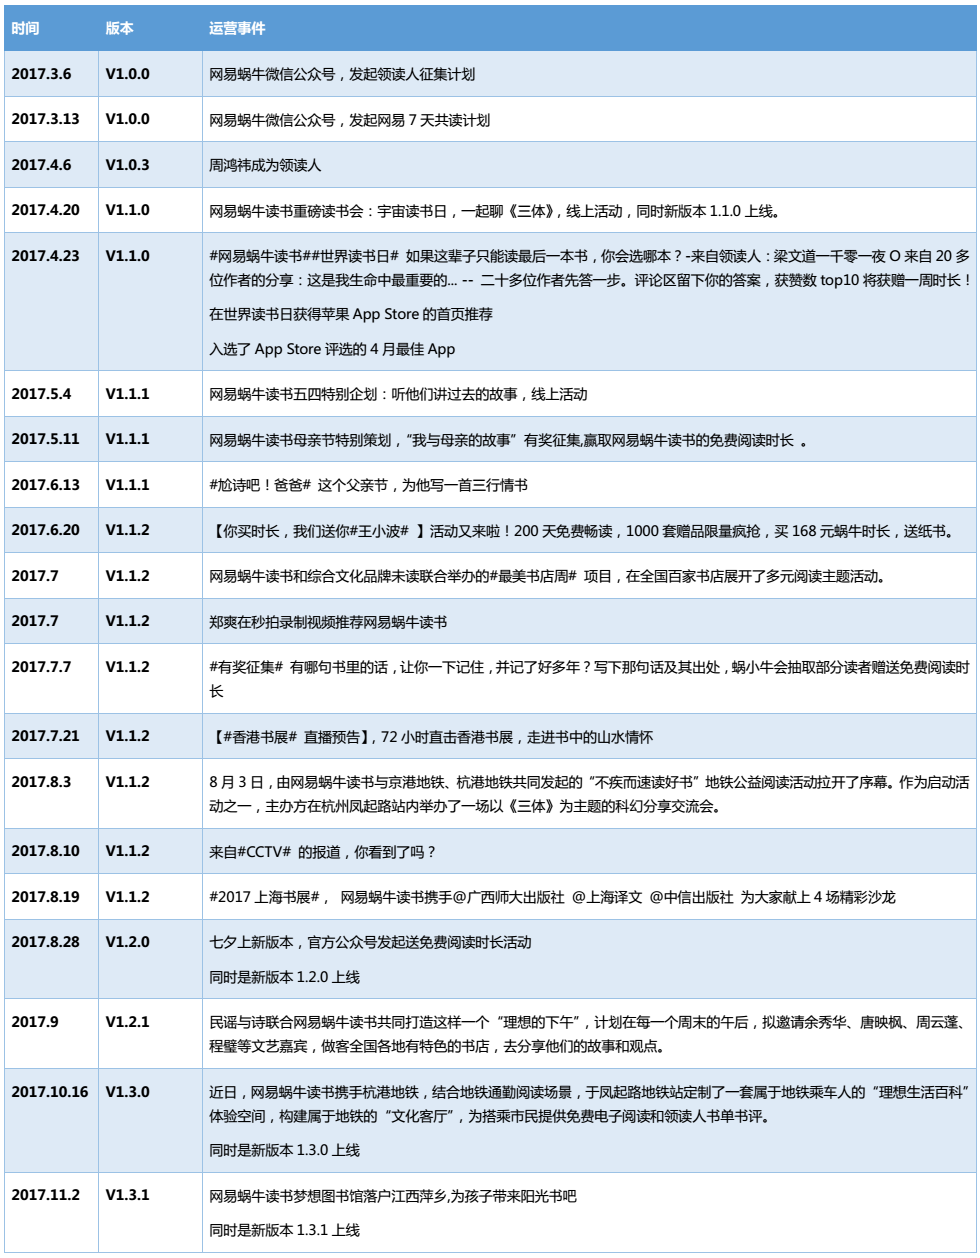 时间 版本 运营事件
2017.3.6 V1.0.0 网易蜗牛微信公众号，发起领读人征集计划
2017.3.13 V1.0.0 网易蜗牛微信公众号，发起网易 7 天共读计划
2017.4.6 V1.0.3 周鸿祎成为领读人
2017.4.20 V1.1.0 网易蜗牛读书重磅读书会：宇宙读书日，一起聊《三体》，线上活动，同时新版本 1.1.0 上线。
2017.4.23 V1.1.0 #网易蜗牛读书##世界读书日# 如果这辈子只能读最后一本书，你会选哪本？-来自领读人：梁文道一千零一夜 O 来自 20 多
位作者的分享：这是我生命中最重要的... -- 二十多位作者先答一步。评论区留下你的答案，获赞数 top10 将获赠一周时长！
在世界读书日获得苹果 App Store 的首页推荐
入选了 App Store 评选的 4 月最佳 App
2017.5.4 V1.1.1 网易蜗牛读书五四特别企划：听他们讲过去的故事，线上活动
2017.5.11 V1.1.1 网易蜗牛读书母亲节特别策划，“我与母亲的故事”有奖征集,赢取网易蜗牛读书的免费阅读时长 。
2017.6.13 V1.1.1 #尬诗吧！爸爸# 这个父亲节，为他写一首三行情书
2017.6.20 V1.1.2 【你买时长，我们送你#王小波# 】活动又来啦！200 天免费畅读，1000 套赠品限量疯抢，买 168 元蜗牛时长，送纸书。
2017.7 V1.1.2 网易蜗牛读书和综合文化品牌未读联合举办的#最美书店周# 项目，在全国百家书店展开了多元阅读主题活动。
2017.7 V1.1.2 郑爽在秒拍录制视频推荐网易蜗牛读书
2017.7.7 V1.1.2 #有奖征集# 有哪句书里的话，让你一下记住，并记了好多年？写下那句话及其出处，蜗小牛会抽取部分读者赠送免费阅读时
长
2017.7.21 V1.1.2 【#香港书展# 直播预告】，72 小时直击香港书展，走进书中的山水情怀
2017.8.3 V1.1.2 8 月 3 日，由网易蜗牛读书与京港地铁、杭港地铁共同发起的“不疾而速读好书”地铁公益阅读活动拉开了序幕。作为启动活
动之一，主办方在杭州凤起路站内举办了一场以《三体》为主题的科幻分享交流会。
2017.8.10 V1.1.2 来自#CCTV# 的报道，你看到了吗？
2017.8.19 V1.1.2 #2017 上海书展#， 网易蜗牛读书携手@广西师大出版社 @上海译文 @中信出版社 为大家献上 4 场精彩沙龙
2017.8.28 V1.2.0 七夕上新版本，官方公众号发起送免费阅读时长活动
同时是新版本 1.2.0 上线
2017.9 V1.2.1 民谣与诗联合网易蜗牛读书共同打造这样一个“理想的下午”，计划在每一个周末的午后，拟邀请余秀华、唐映枫、周云蓬、
程璧等文艺嘉宾，做客全国各地有特色的书店，去分享他们的故事和观点。
2017.10.16 V1.3.0 近日，网易蜗牛读书携手杭港地铁，结合地铁通勤阅读场景，于凤起路地铁站定制了一套属于地铁乘车人的“理想生活百科”
体验空间，构建属于地铁的“文化客厅”，为搭乘市民提供免费电子阅读和领读人书单书评。
同时是新版本 1.3.0 上线
2017.11.2 V1.3.1 网易蜗牛读书梦想图书馆落户江西萍乡,为孩子带来阳光书吧
同时是新版本 1.3.1 上线